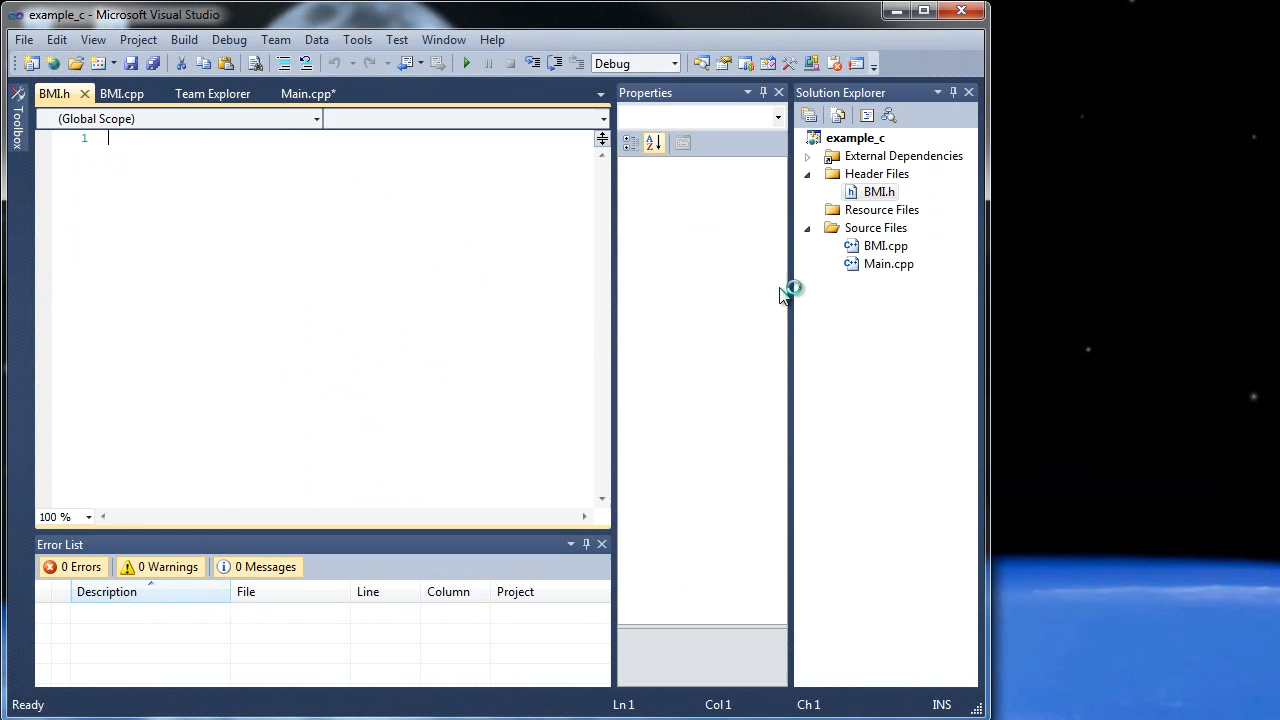 example_c - Microsoft Visual Studio
File Edit View Project Build Debug Team Data Tools Test Window Help
Debug
Toolbox
BMI.h BMI.cpp Team Explorer Main.cpp*
(Global Scope)
1
100 %
Properties
Solution Explorer
example_c
External Dependencies
Header Files
BMI.h
Resource Files
Source Files
BMI.cpp
Main.cpp
Error List
0 Errors 0 Warnings 0 Messages
Description File Line Column Project
Ready Ln 1 Col 1 Ch 1 INS